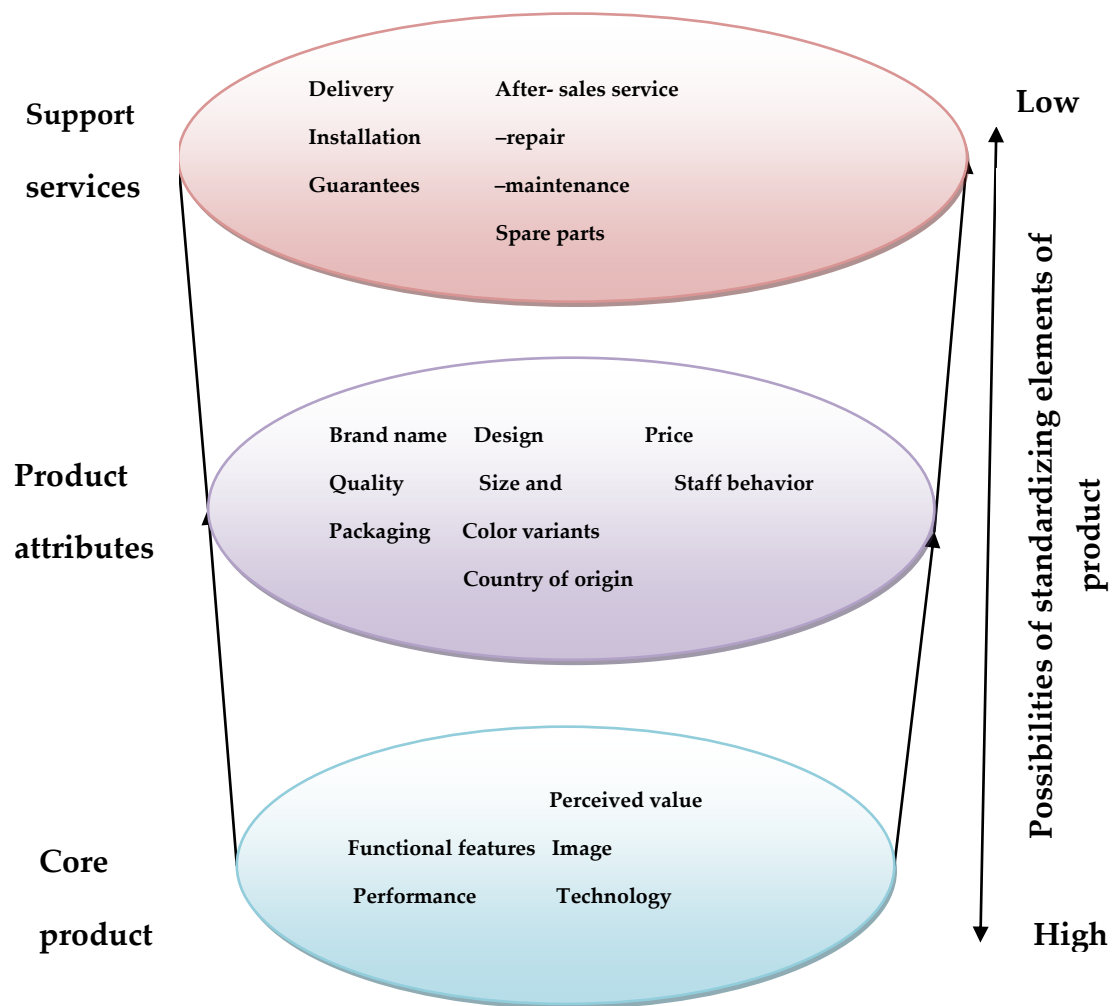 Support
services
Delivery After- sales service
Installation –repair
Guarantees –maintenance
Spare parts
Low
Product
attributes
Brand name Design Price
Quality Size and Staff behavior
Packaging Color variants
Country of origin
Possibilities of standardizing elements of
product
Core
product
Perceived value
Functional features Image
Performance Technology
High